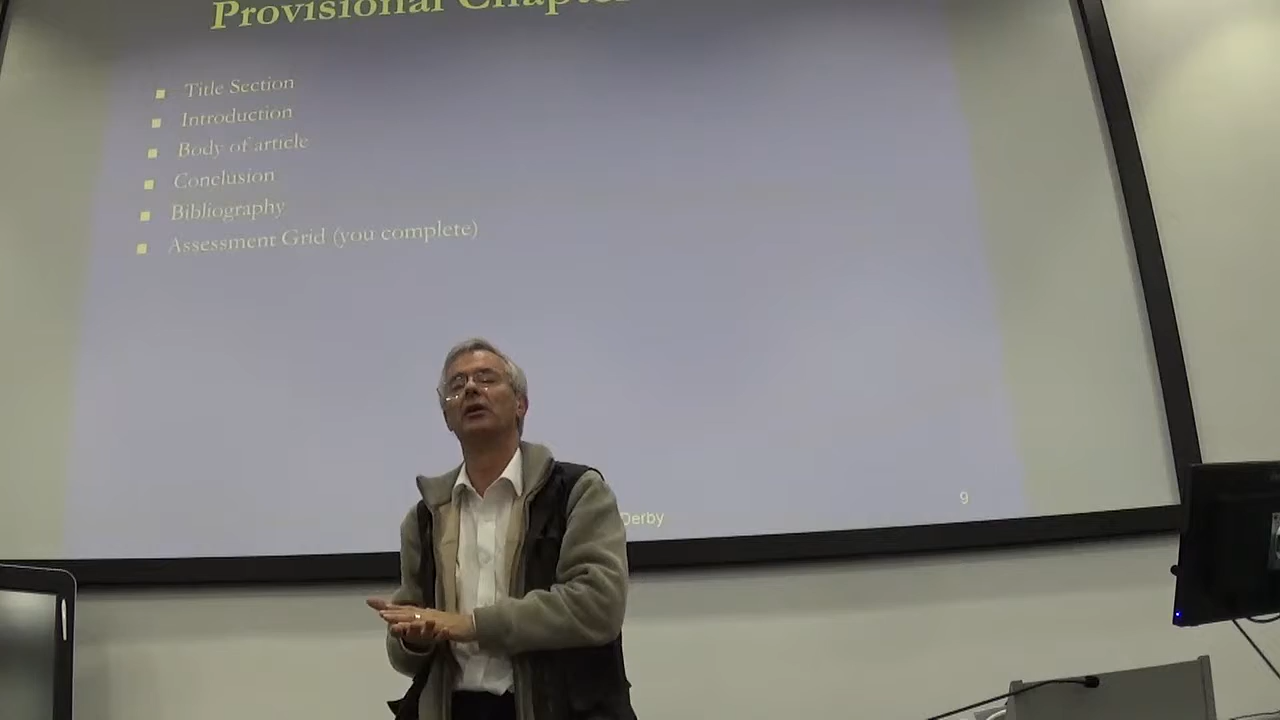 Provisional Chapter
Title Section
Introduction
Body of article
Conclusion
Bibliography
Assessment Grid (you complete)
Derby
9